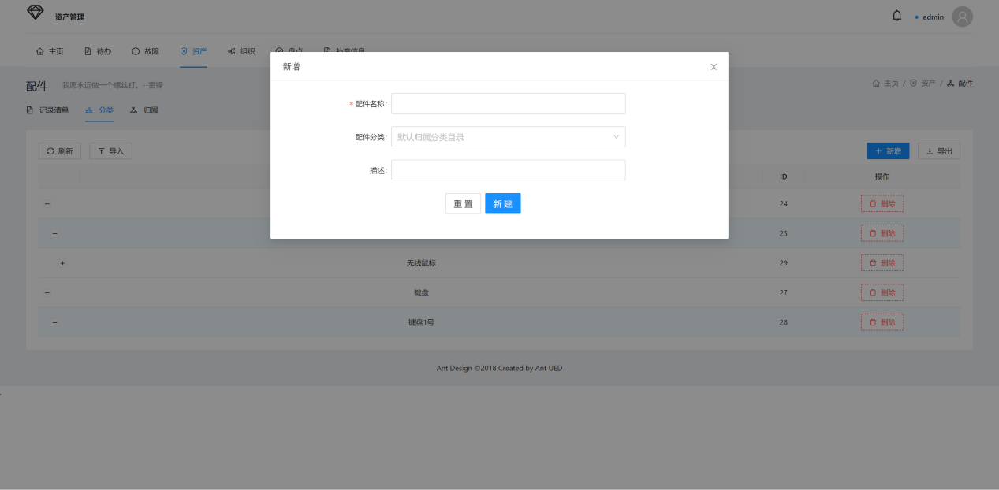 资产管理
admin
主页 待办 故障 资产 组织 盘点 补充信息
新增
配件 我愿永远做一个螺丝钉。--雷锋
主页 / 资产 / 配件
记录清单 分类 归属
* 配件名称:
配件分类: 默认归属分类目录
描述:
重 置 新 建
刷新 导入
+ 新增 导出
ID 操作
− 24 删除
− 25 删除
+ 无线鼠标 29 删除
− 键盘 27 删除
− 键盘1号 28 删除
Ant Design ©2018 Created by Ant UED